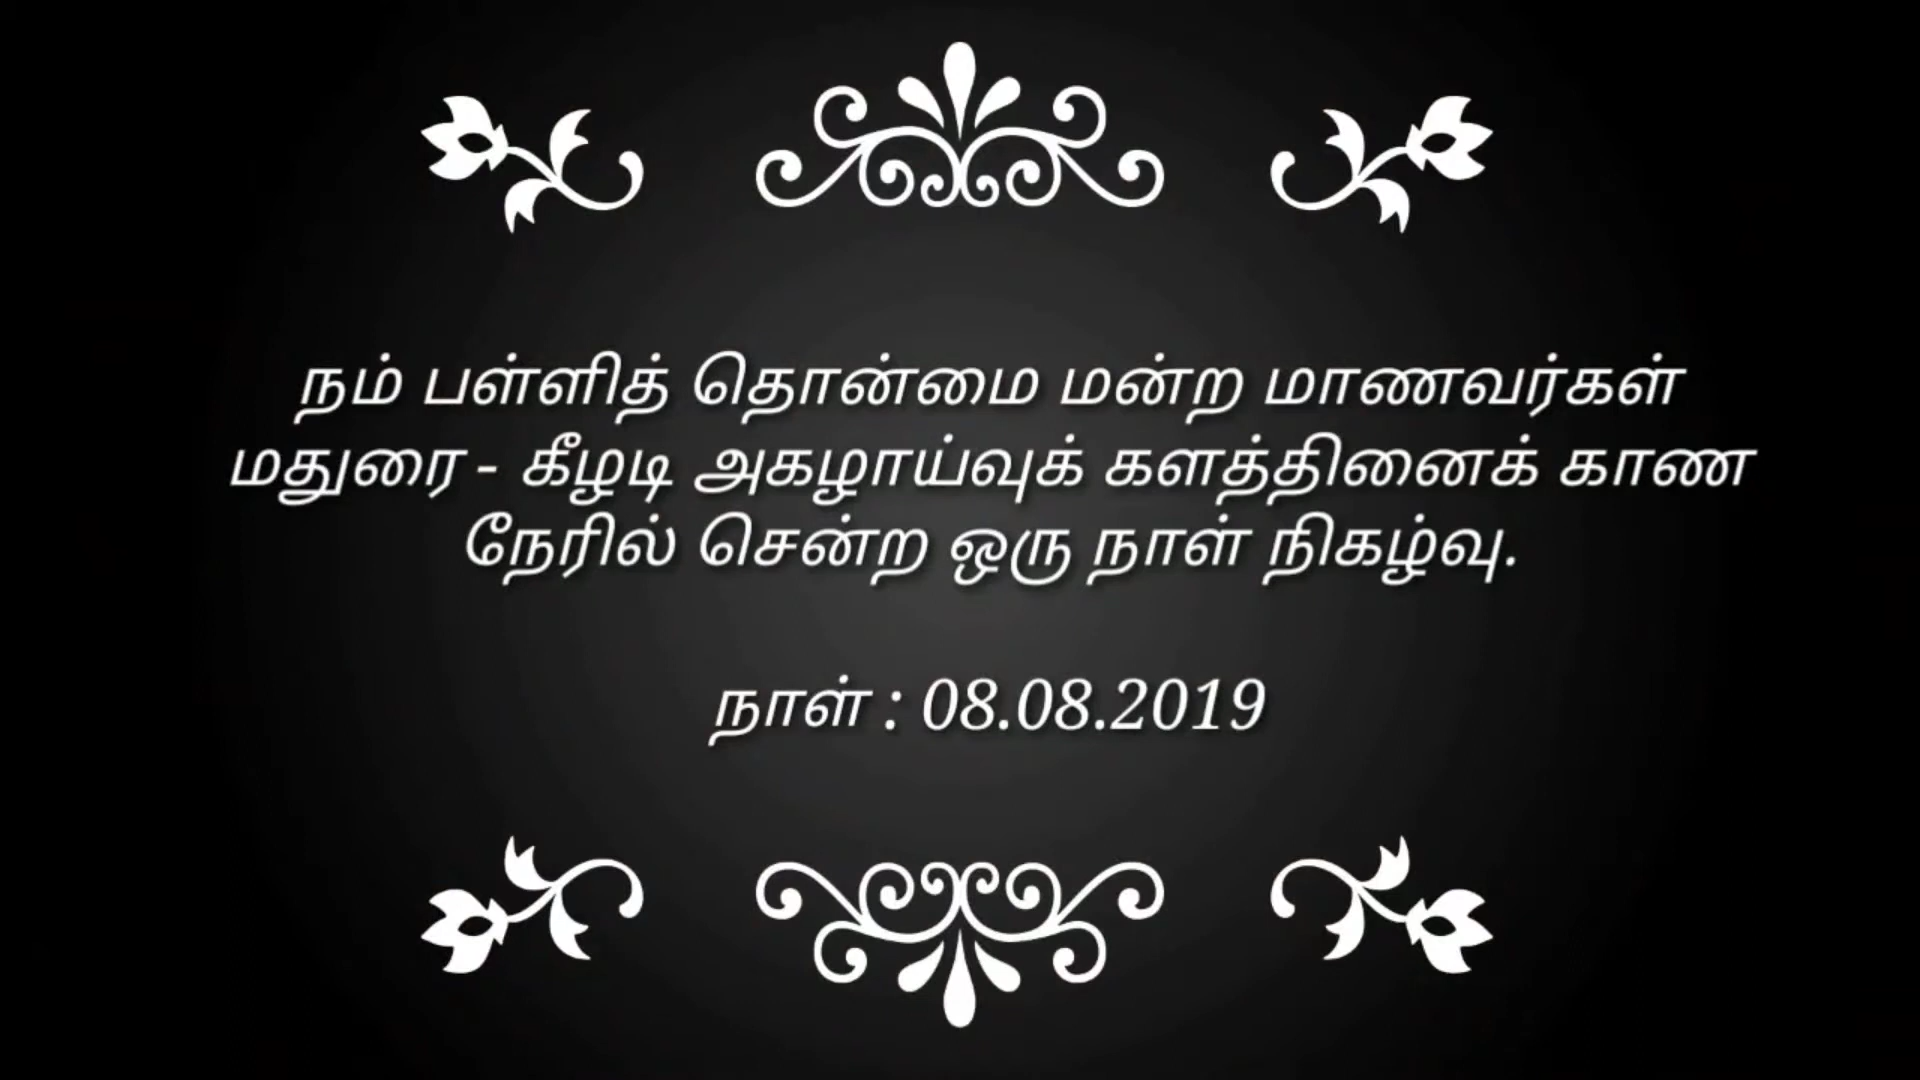 நம் பள்ளித் தொன்மை மன்ற மாணவர்கள்
மதுரை - கீழடி அகழாய்வுக் களத்தினைக் காண
நேரில் சென்ற ஒரு நாள் நிகழ்வு.
நாள் : 08.08.2019